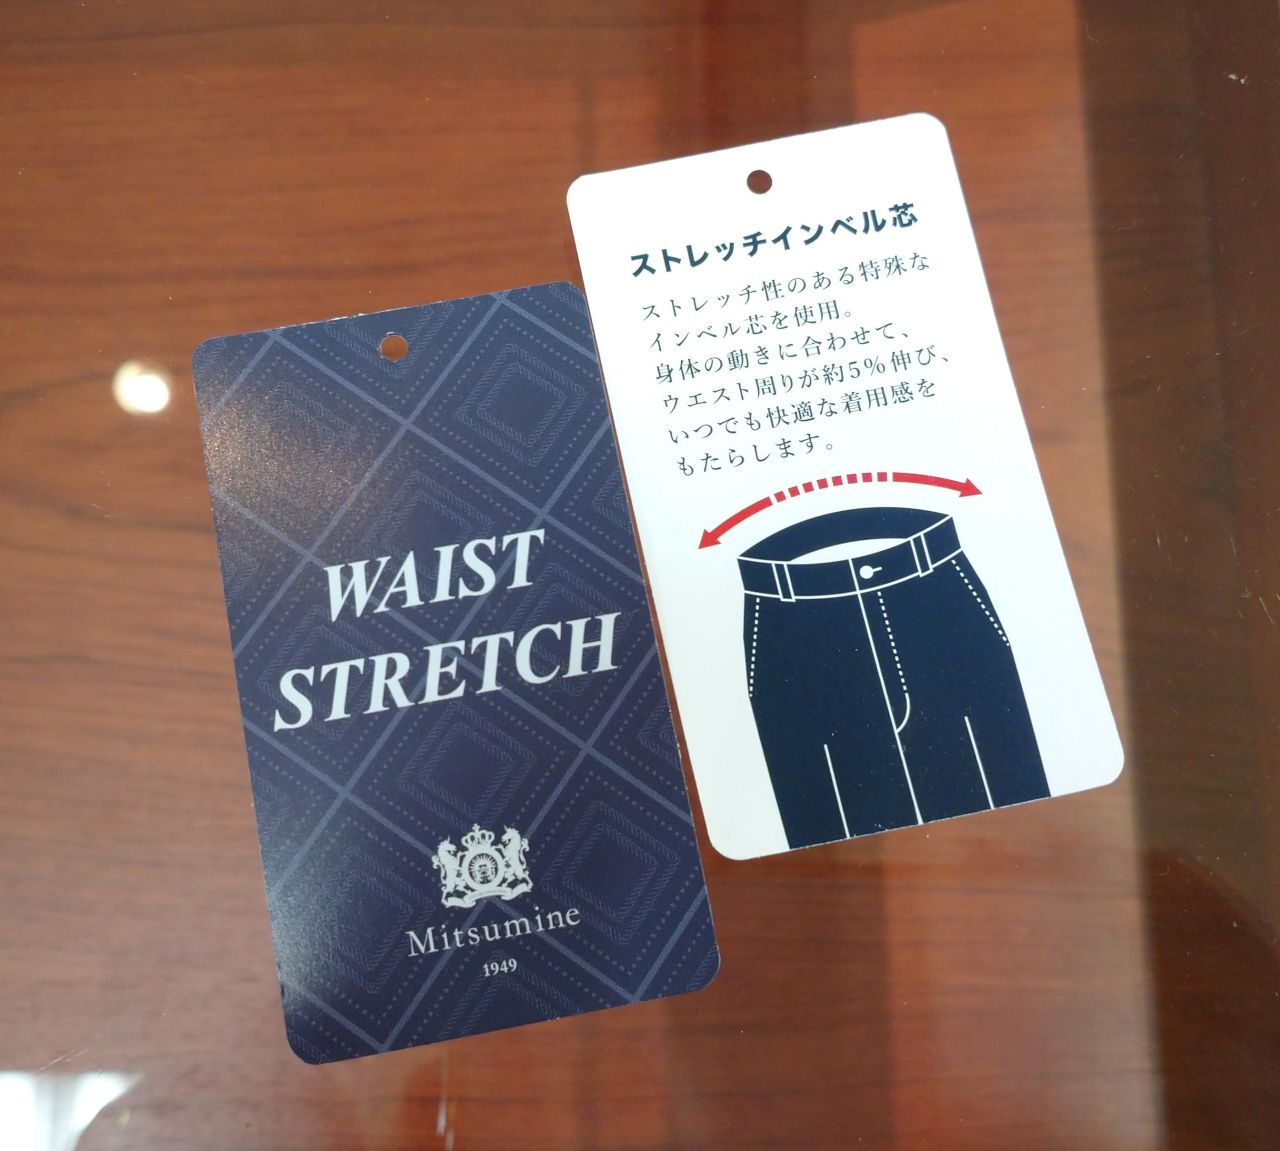 WAIST
STRETCH
Mitsumine
1949
ストレッチインベル芯
ストレッチ性のある特殊な
インベル芯を使用。
身体の動きに合わせて、
ウエスト周りが約5%伸び、
いつでも快適な着用感を
もたらします。